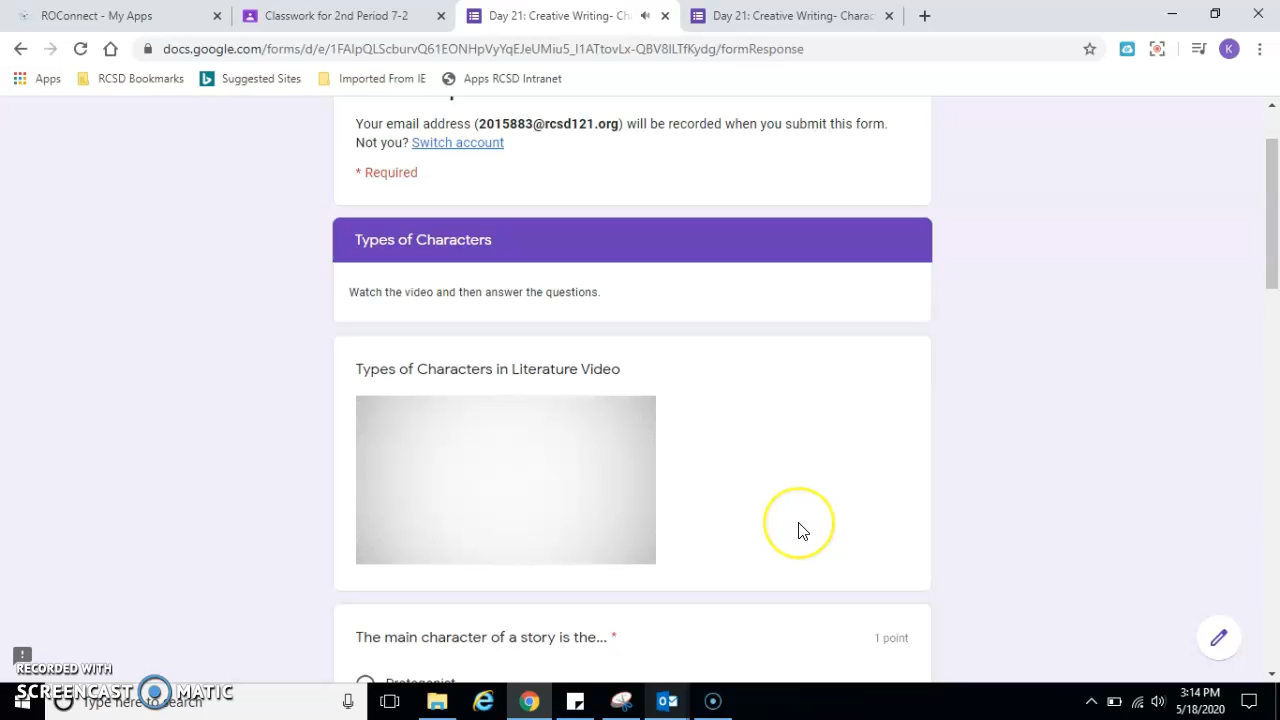 ROConnect - My Apps
Classwork for 2nd Period 7-2
Day 21: Creative Writing- Ch
Day 21: Creative Writing- Charac
docs.google.com/forms/d/e/1FAIpQLScburvQ61EONHpVyYqEJeUMiu5_l1ATtovLx-QBV8lLTfKydg/formResponse
K
Apps
RCSD Bookmarks
Suggested Sites
Imported From IE
Apps RCSD Intranet
Your email address (2015883@rcsd121.org) will be recorded when you submit this form.
Not you? Switch account
* Required
Types of Characters
Watch the video and then answer the questions.
Types of Characters in Literature Video
The main character of a story is the... *
1 point
Protagonist
RECORDED WITH
SCREENCAST MATIC
Type here to search
3:14 PM
5/18/2020